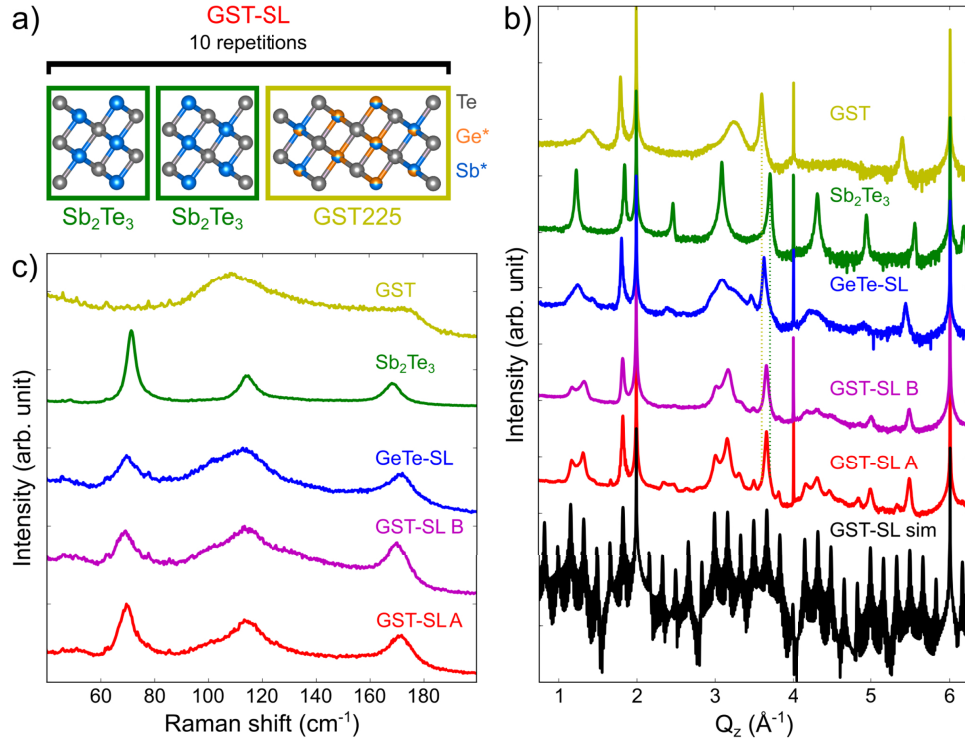 a)
GST-SL
10 repetitions
Te
Ge*
Sb*
Sb₂Te₃
Sb₂Te₃
GST225
b)
Intensity (arb. unit)
GST
Sb₂Te₃
GeTe-SL
GST-SL B
GST-SL A
GST-SL sim
1
2
3
4
5
6
Q_z (Å⁻¹)
c)
Intensity (arb. unit)
GST
Sb₂Te₃
GeTe-SL
GST-SL B
GST-SL A
60
80
100
120
140
160
180
Raman shift (cm⁻¹)